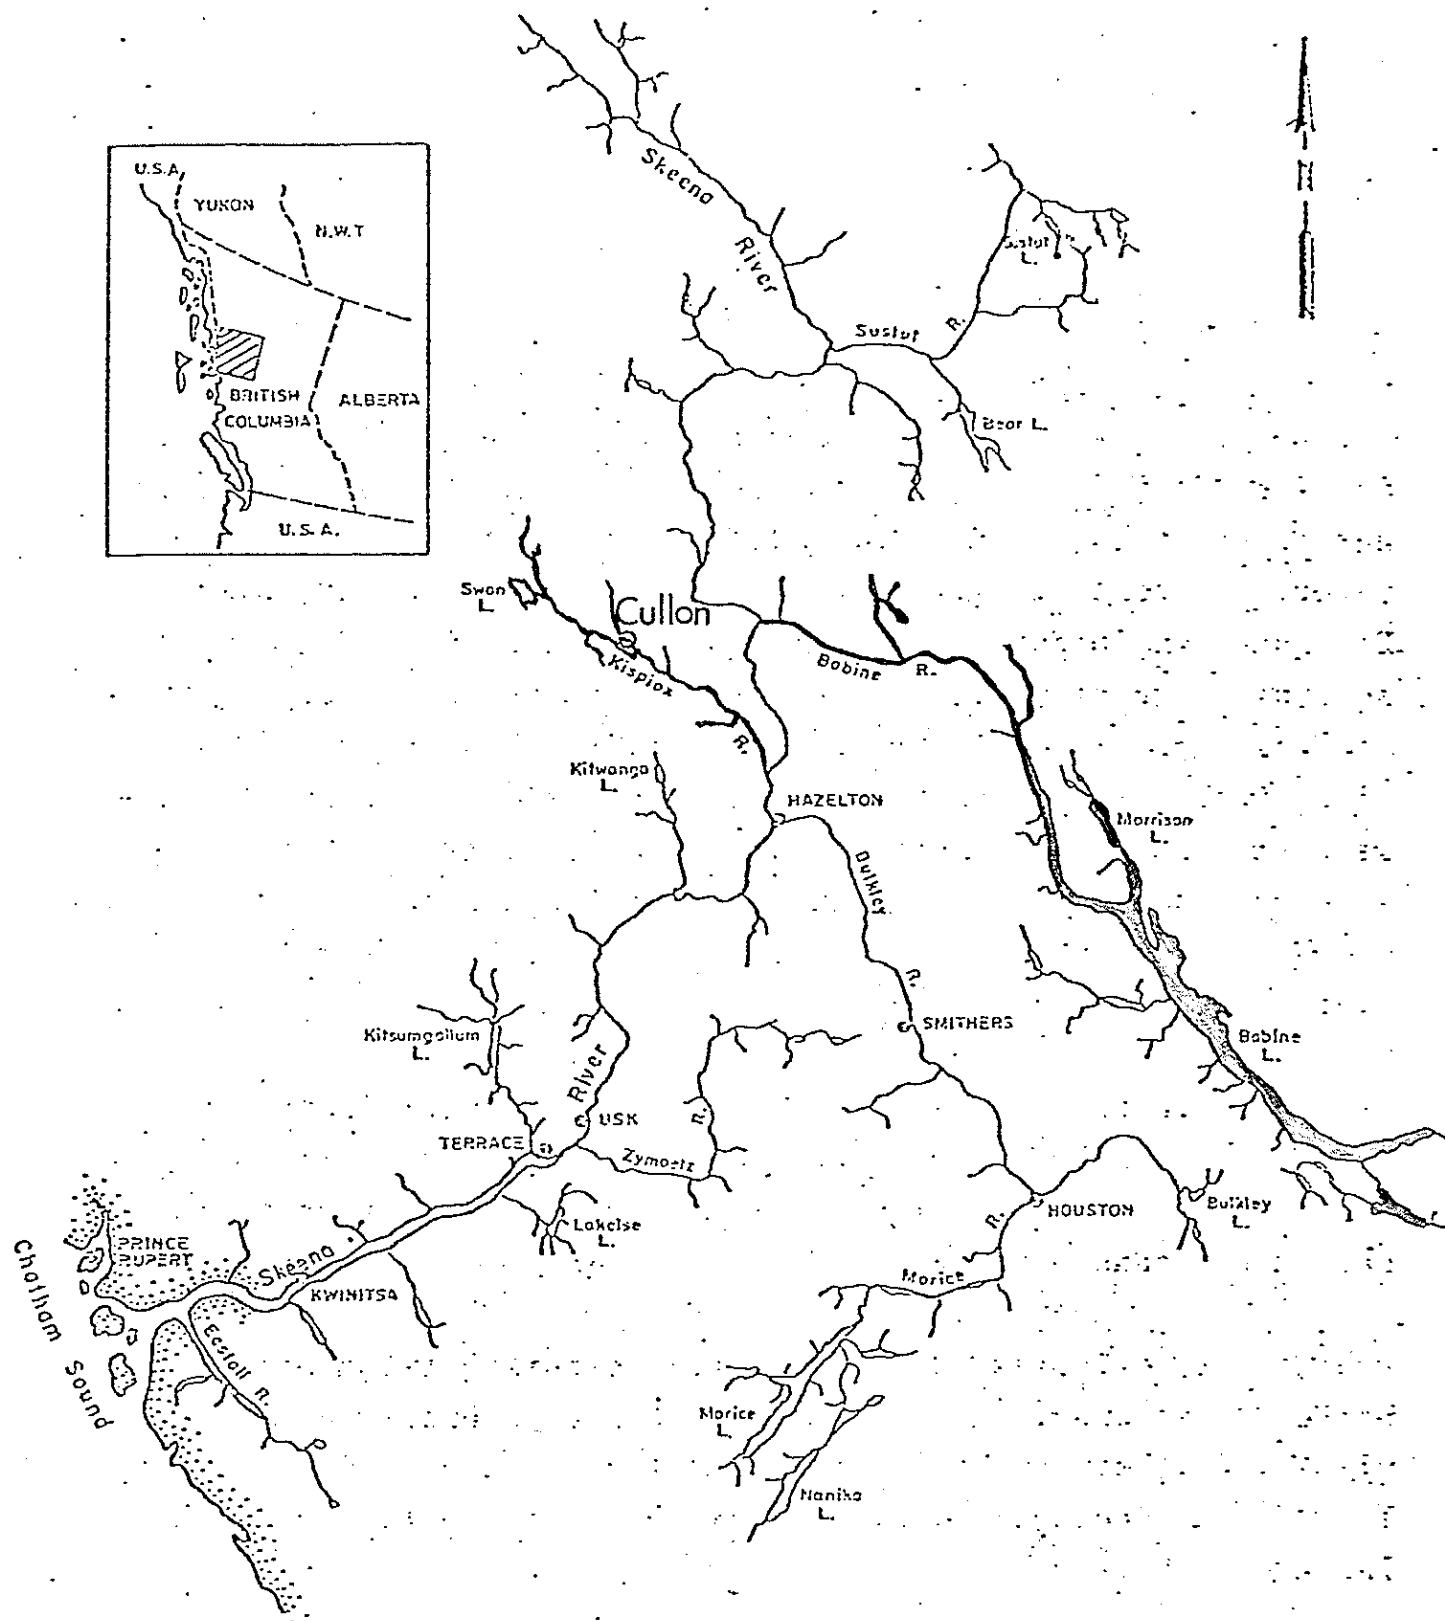 Skeena
River
N
U.S.A.
YUKON
N.W.T
BRITISH
COLUMBIA
ALBERTA
U.S.A.
Sustut
L.
Sustut
R.
Bear L.
Swan
L.
Cullon
Kispiox
R.
Babine
R.
Kitwanga
L.
HAZELTON
Morrison
L.
Bulkley
R.
Kitsumgallum
L.
SMITHERS
Babine
L.
River
USK
TERRACE
Zymoetz
R.
Lakelse
L.
HOUSTON
Bulkley
L.
PRINCE
RUPERT
Skeena
KWINITSA
Morice
R.
Chatham
Sound
Ecstall R.
Morice
L.
Nanika
L.